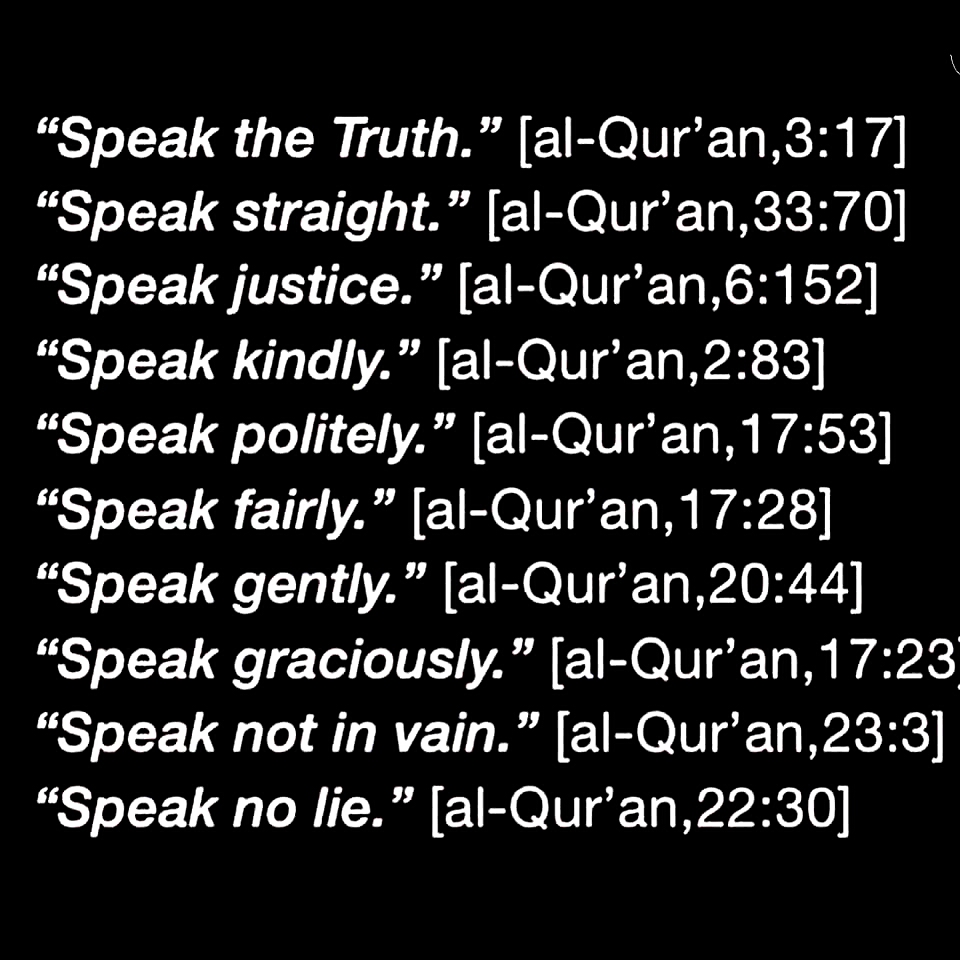 “Speak the Truth.” [al-Qur’an,3:17]
“Speak straight.” [al-Qur’an,33:70]
“Speak justice.” [al-Qur’an,6:152]
“Speak kindly.” [al-Qur’an,2:83]
“Speak politely.” [al-Qur’an,17:53]
“Speak fairly.” [al-Qur’an,17:28]
“Speak gently.” [al-Qur’an,20:44]
“Speak graciously.” [al-Qur’an,17:23]
“Speak not in vain.” [al-Qur’an,23:3]
“Speak no lie.” [al-Qur’an,22:30]